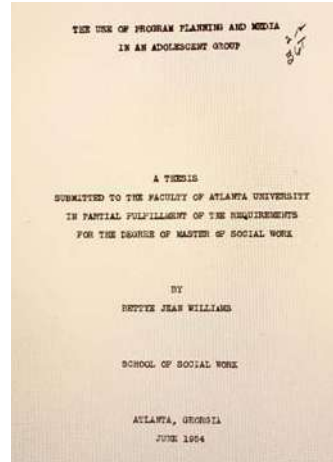 THE USE OF PROGRAM PLANNING AND MEDIA
IN AN ADOLESCENT GROUP
A THESIS
SUBMITTED TO THE FACULTY OF ATLANTA UNIVERSITY
IN PARTIAL FULFILLMENT OF THE REQUIREMENTS
FOR THE DEGREE OF MASTER OF SOCIAL WORK
BY
BETTYE JEAN WILLIAMS
SCHOOL OF SOCIAL WORK
ATLANTA, GEORGIA
JUNE 1954